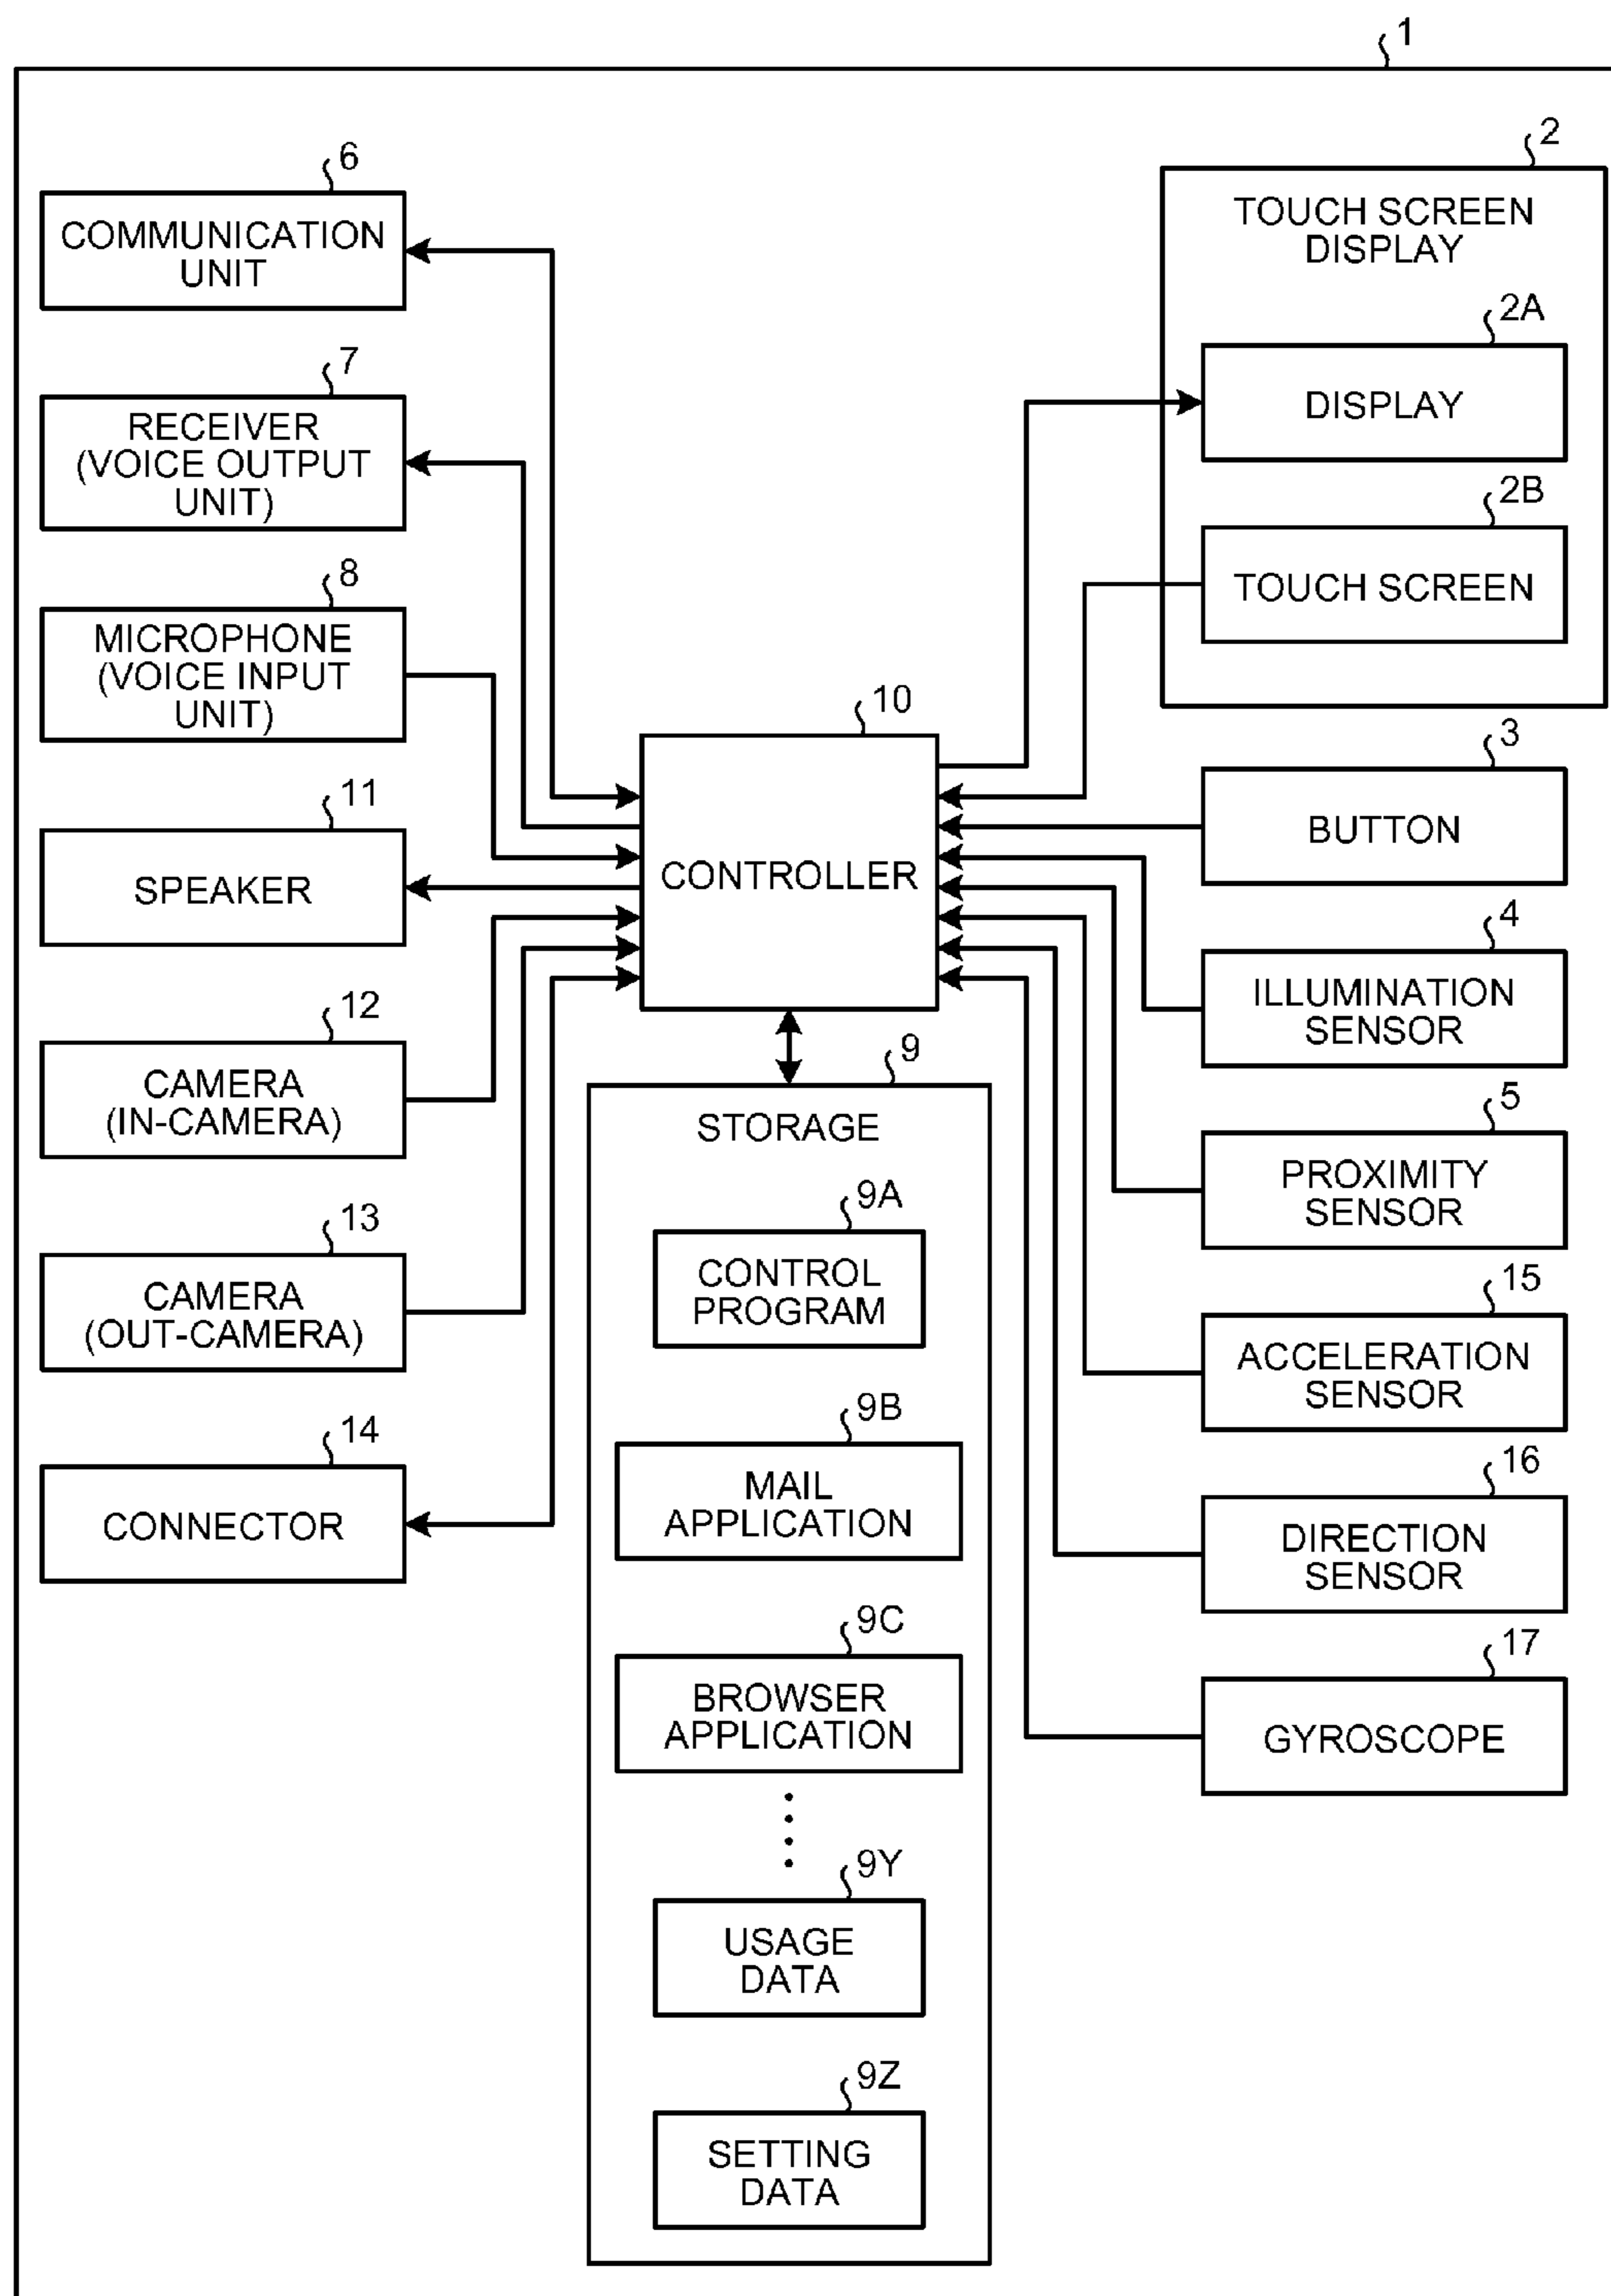 1
6
COMMUNICATION
UNIT
7
RECEIVER
(VOICE OUTPUT
UNIT)
8
MICROPHONE
(VOICE INPUT
UNIT)
11
SPEAKER
12
CAMERA
(IN-CAMERA)
13
CAMERA
(OUT-CAMERA)
14
CONNECTOR
10
CONTROLLER
9
STORAGE
9A
CONTROL
PROGRAM
9B
MAIL
APPLICATION
9C
BROWSER
APPLICATION
9Y
USAGE
DATA
9Z
SETTING
DATA
2
TOUCH SCREEN
DISPLAY
2A
DISPLAY
2B
TOUCH SCREEN
3
BUTTON
4
ILLUMINATION
SENSOR
5
PROXIMITY
SENSOR
15
ACCELERATION
SENSOR
16
DIRECTION
SENSOR
17
GYROSCOPE